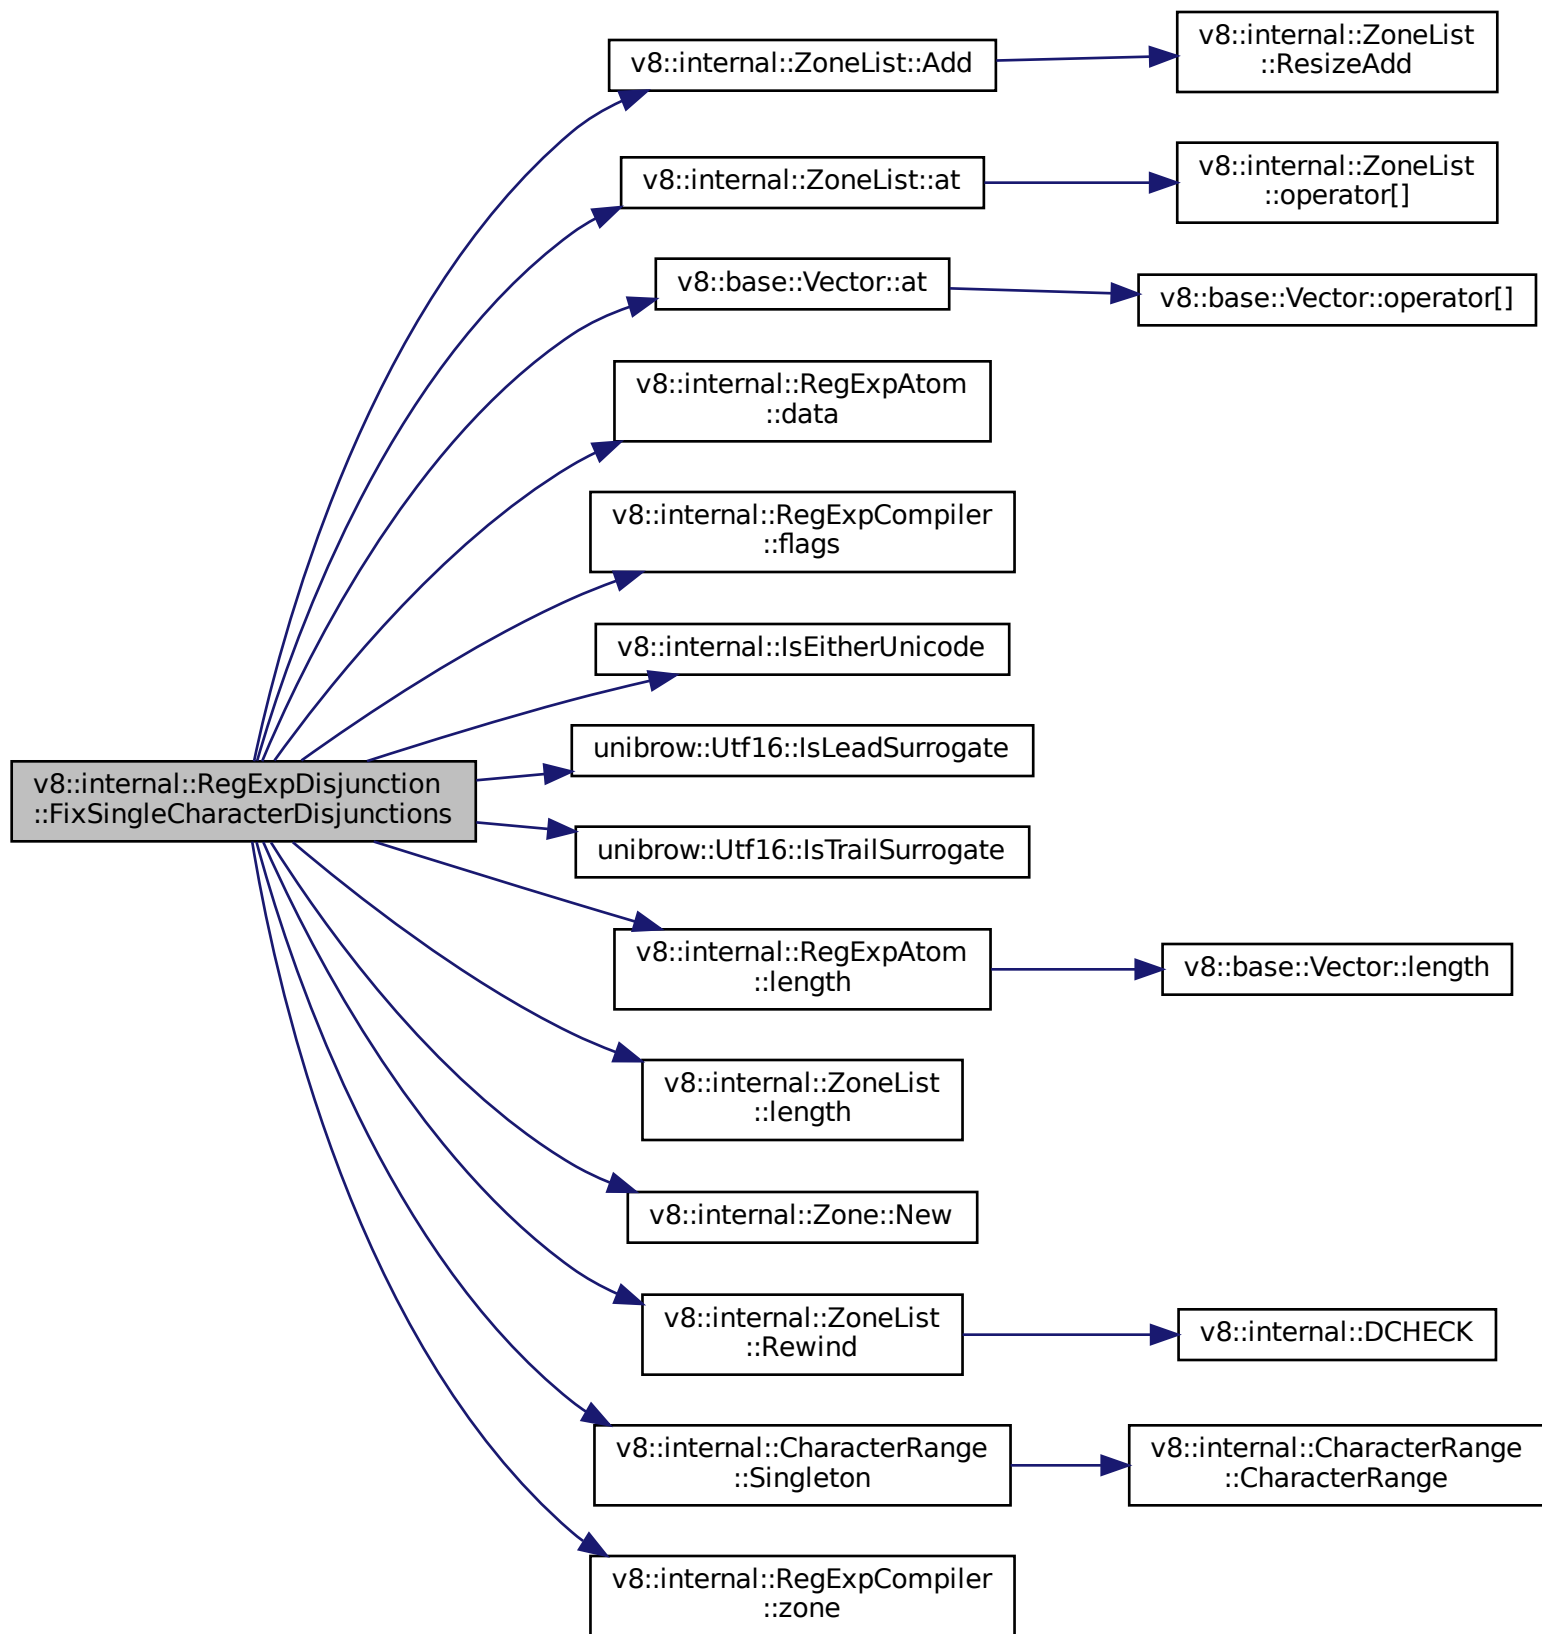 v8::internal::ZoneList::Add
v8::internal::ZoneList
::ResizeAdd
v8::internal::ZoneList::at
v8::internal::ZoneList
::operator[]
v8::base::Vector::at
v8::base::Vector::operator[]
v8::internal::RegExpAtom
::data
v8::internal::RegExpCompiler
::flags
v8::internal::IsEitherUnicode
unibrow::Utf16::IsLeadSurrogate
v8::internal::RegExpDisjunction
::FixSingleCharacterDisjunctions
unibrow::Utf16::IsTrailSurrogate
v8::internal::RegExpAtom
::length
v8::base::Vector::length
v8::internal::ZoneList
::length
v8::internal::Zone::New
v8::internal::ZoneList
::Rewind
v8::internal::DCHECK
v8::internal::CharacterRange
::Singleton
v8::internal::CharacterRange
::CharacterRange
v8::internal::RegExpCompiler
::zone